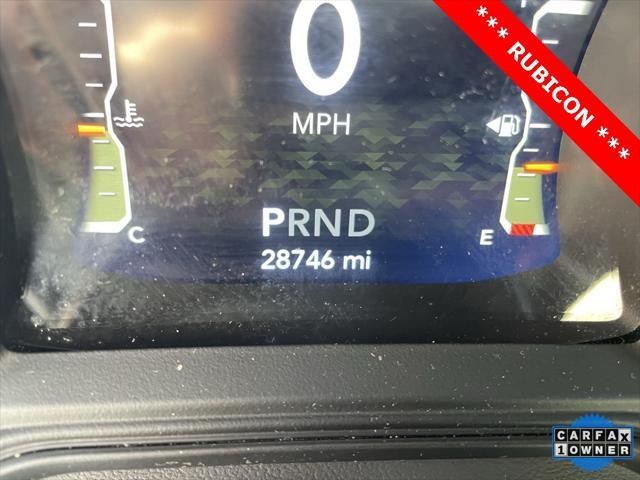 0
MPH
*** RUBICON ***
C
E
PRND
28746 mi
CARFAX
1 OWNER